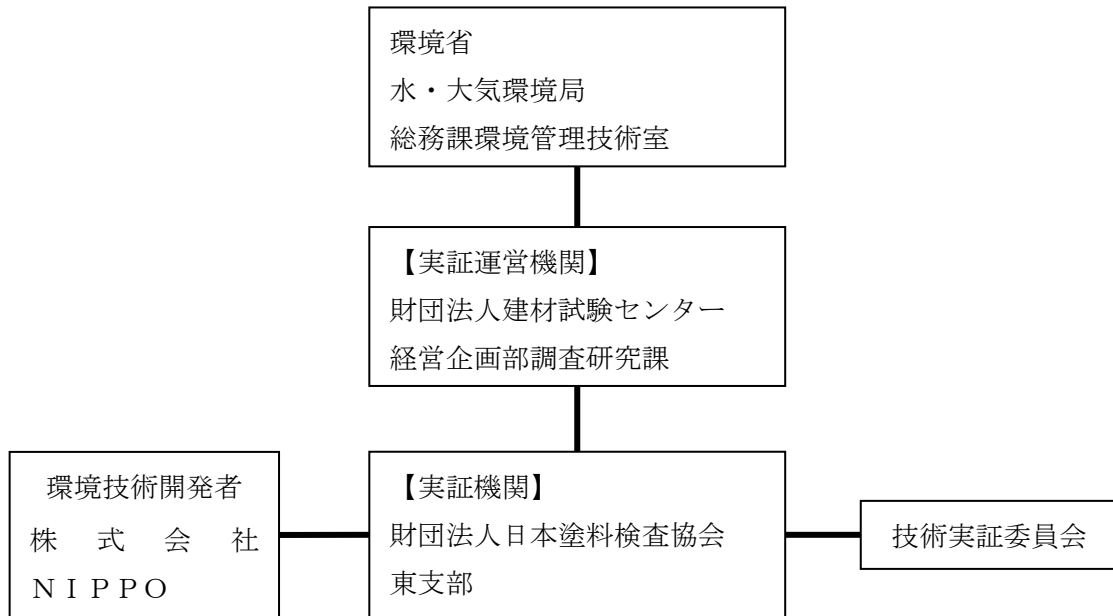 環境省
水・大気環境局
総務課環境管理技術室
【実証運営機関】
財団法人建材試験センター
経営企画部調査研究課
環境技術開発者
株式会社
ＮＩＰＰＯ
【実証機関】
財団法人日本塗料検査協会
東支部
技術実証委員会